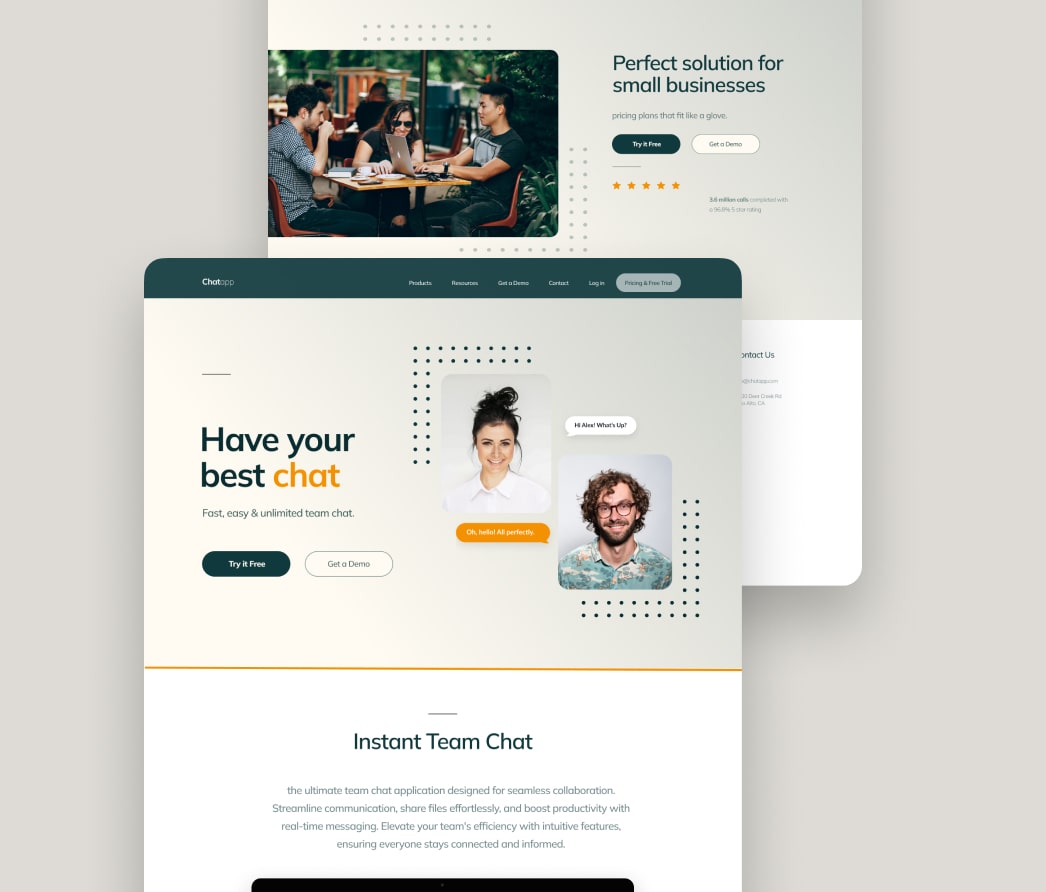 Perfect solution for
small businesses
pricing plans that fit like a glove.
Try it Free
Get a Demo
3.6 million calls completed with
a 96,8% 5 star rating
Chatapp
Products
Resources
Get a Demo
Contact
Log in
Pricing & Free Trial
Have your
best chat
Fast, easy & unlimited team chat.
Try it Free
Get a Demo
Hi Alex! What's Up?
Oh, hello! All perfectly.
ontact Us
@chatapp.com
Deer Creek Rd
Alto, CA
Instant Team Chat
the ultimate team chat application designed for seamless collaboration.
Streamline communication, share files effortlessly, and boost productivity with
real-time messaging. Elevate your team's efficiency with intuitive features,
ensuring everyone stays connected and informed.